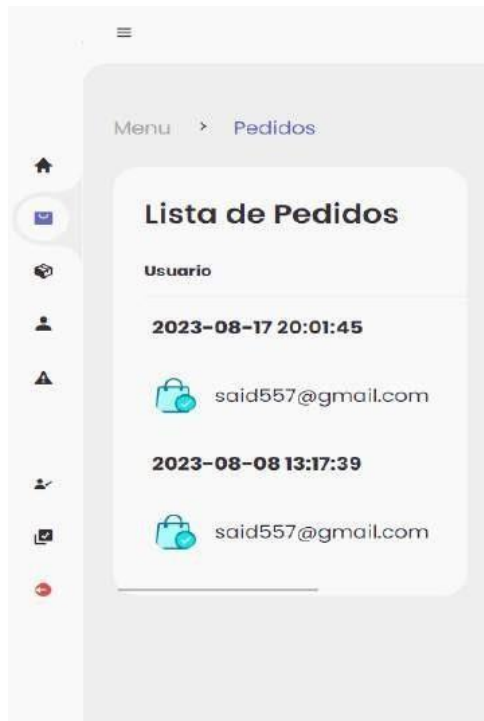 Menu > Pedidos
Lista de Pedidos
Usuario
2023-08-17 20:01:45
said557@gmail.com
2023-08-08 13:17:39
said557@gmail.com